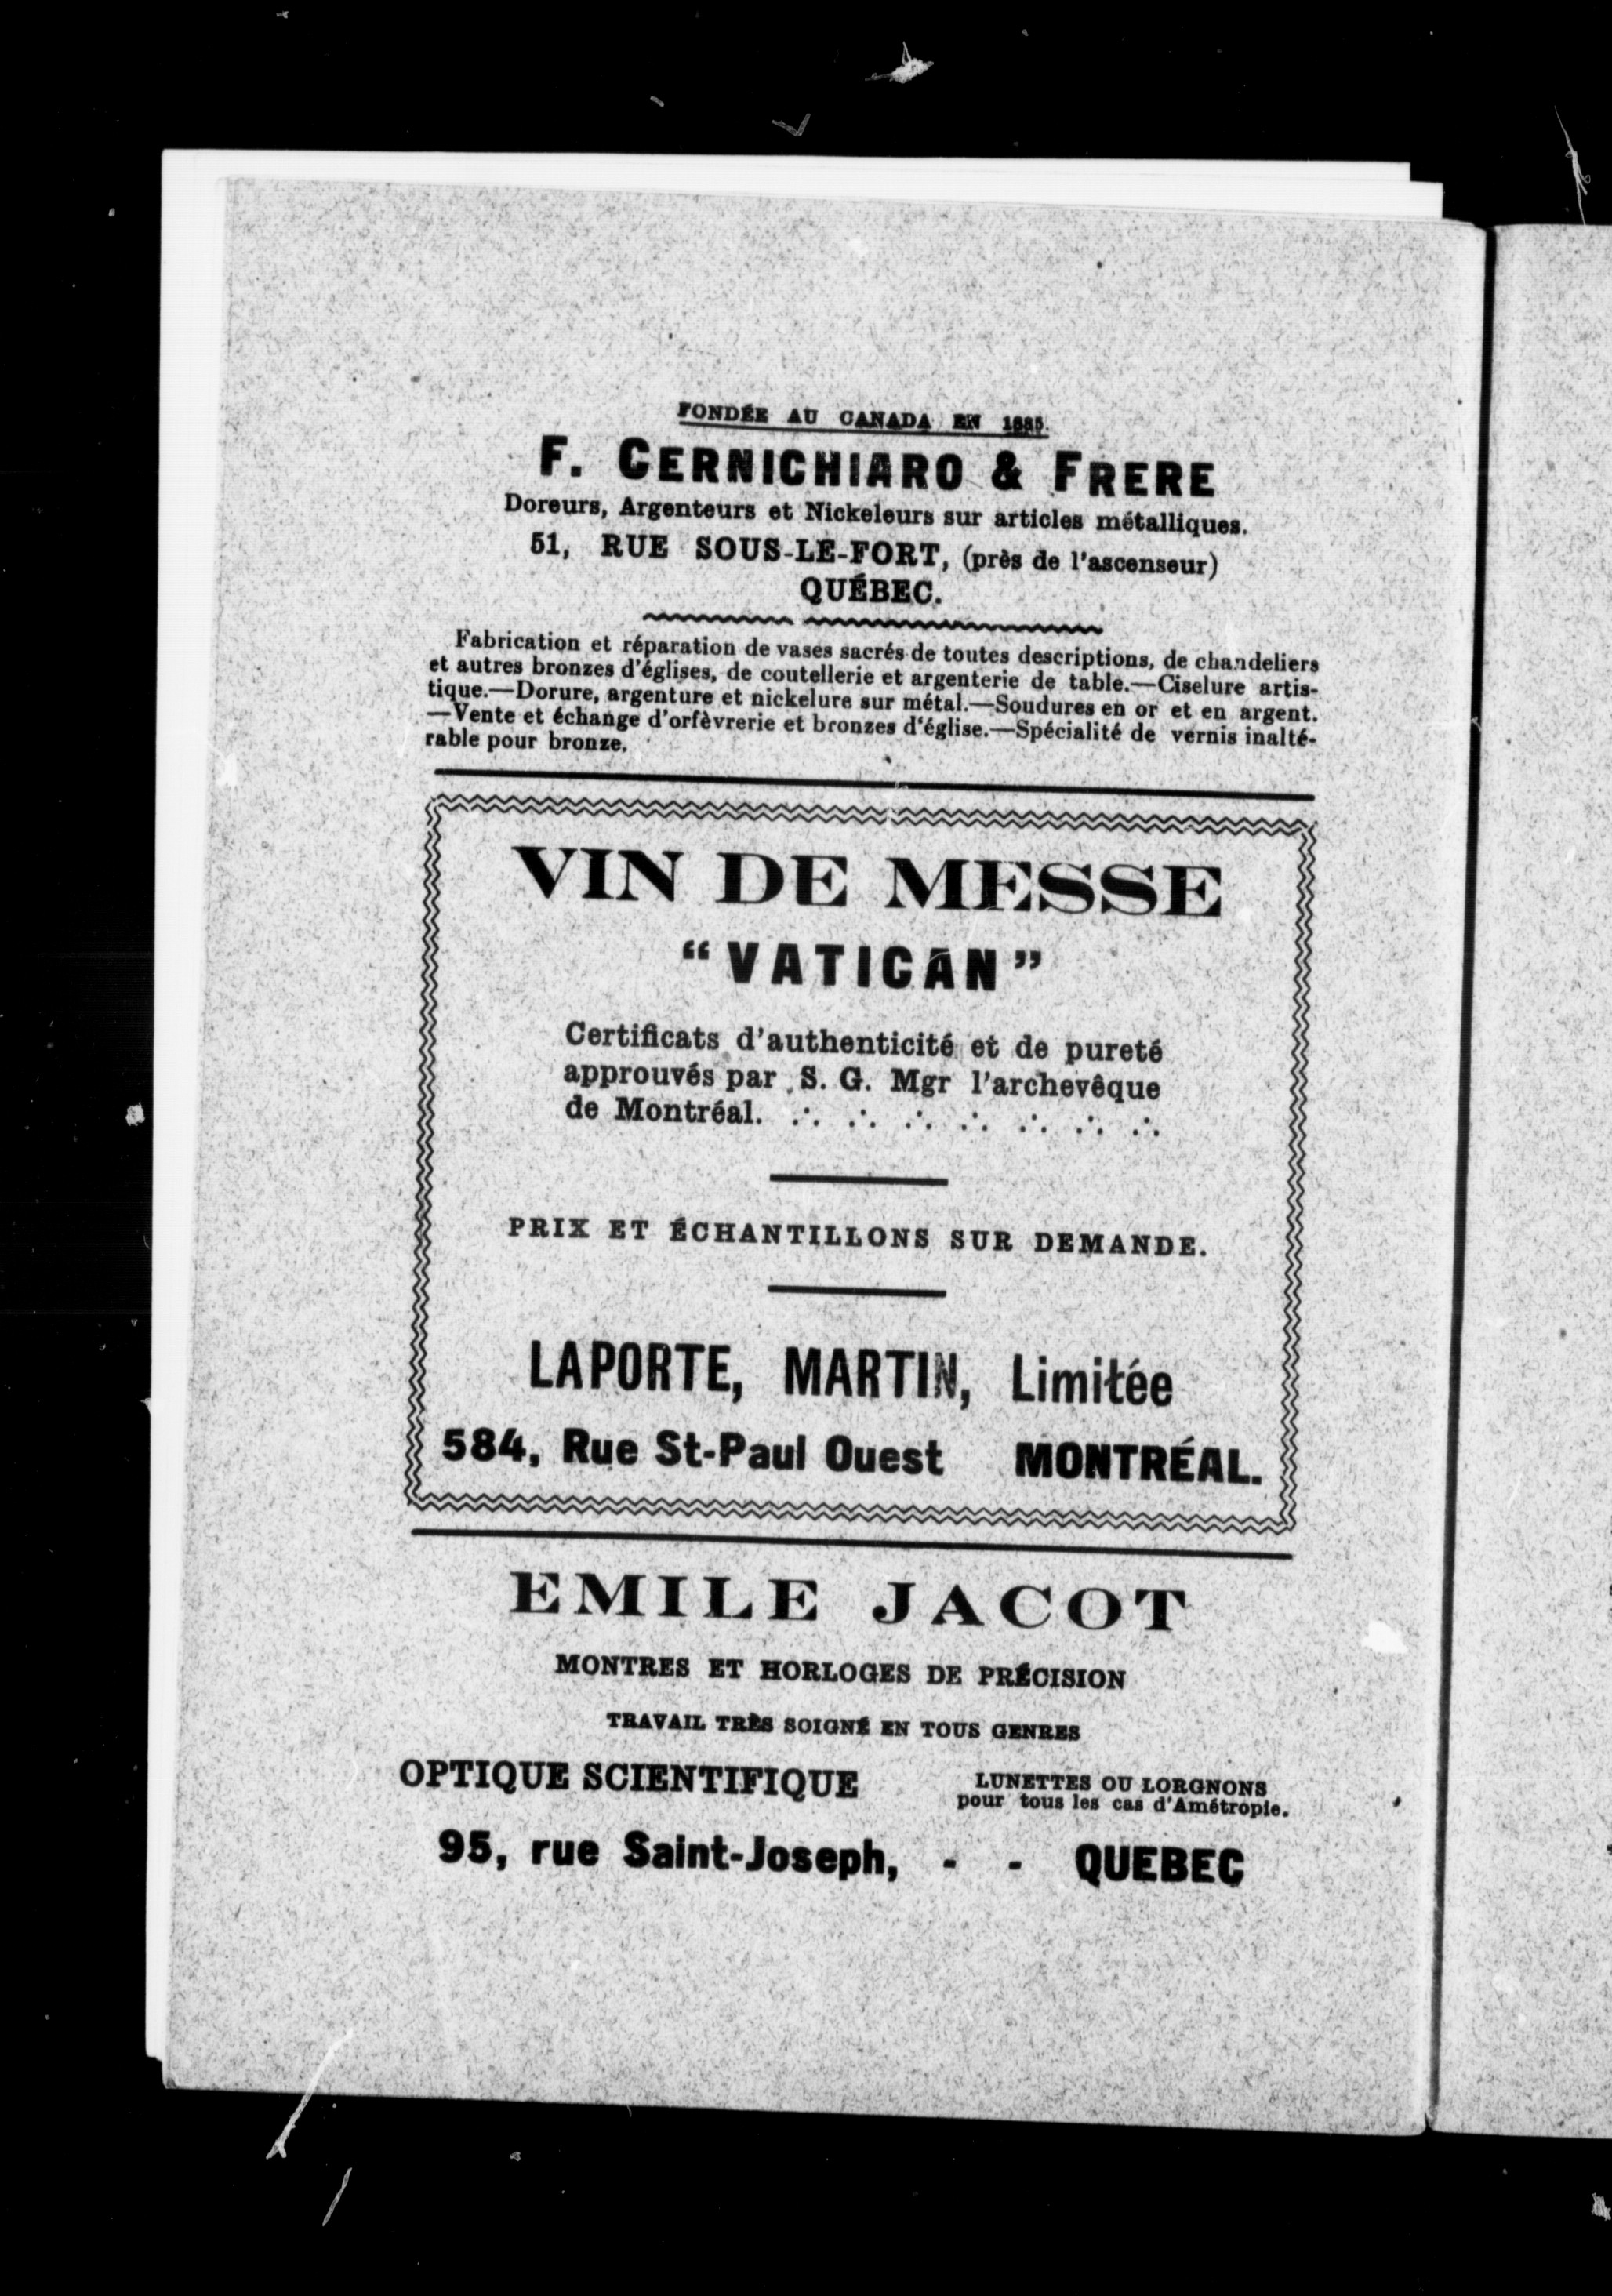 FONDÉE AU CANADA EN 1885.
F. CERNICHIARO & FRERE
Doreurs, Argenteurs et Nickeleurs sur articles métalliques.
51, RUE SOUS-LE-FORT, (près de l'ascenseur)
QUÉBEC.
Fabrication et réparation de vases sacrés de toutes descriptions, de chandeliers
et autres bronzes d'églises, de coutellerie et argenterie de table.—Ciselure artis-
tique.—Dorure, argenture et nickelure sur métal.—Soudures en or et en argent.
—Vente et échange d'orfèvrerie et bronzes d'église.—Spécialité de vernis inalté-
rable pour bronze.
VIN DE MESSE
“VATICAN”
Certificats d'authenticité et de pureté
approuvés par S. G. Mgr l'archevêque
de Montréal. ∴ ∴ ∴ ∴ ∴ ∴ ∴
PRIX ET ÉCHANTILLONS SUR DEMANDE.
LAPORTE, MARTIN, Limitée
584, Rue St-Paul Ouest MONTRÉAL.
EMILE JACOT
MONTRES ET HORLOGES DE PRÉCISION
TRAVAIL TRÈS SOIGNÉ EN TOUS GENRES
OPTIQUE SCIENTIFIQUE LUNETTES OU LORGNONS
pour tous les cas d'Amétropie.
95, rue Saint-Joseph, - - QUEBEC